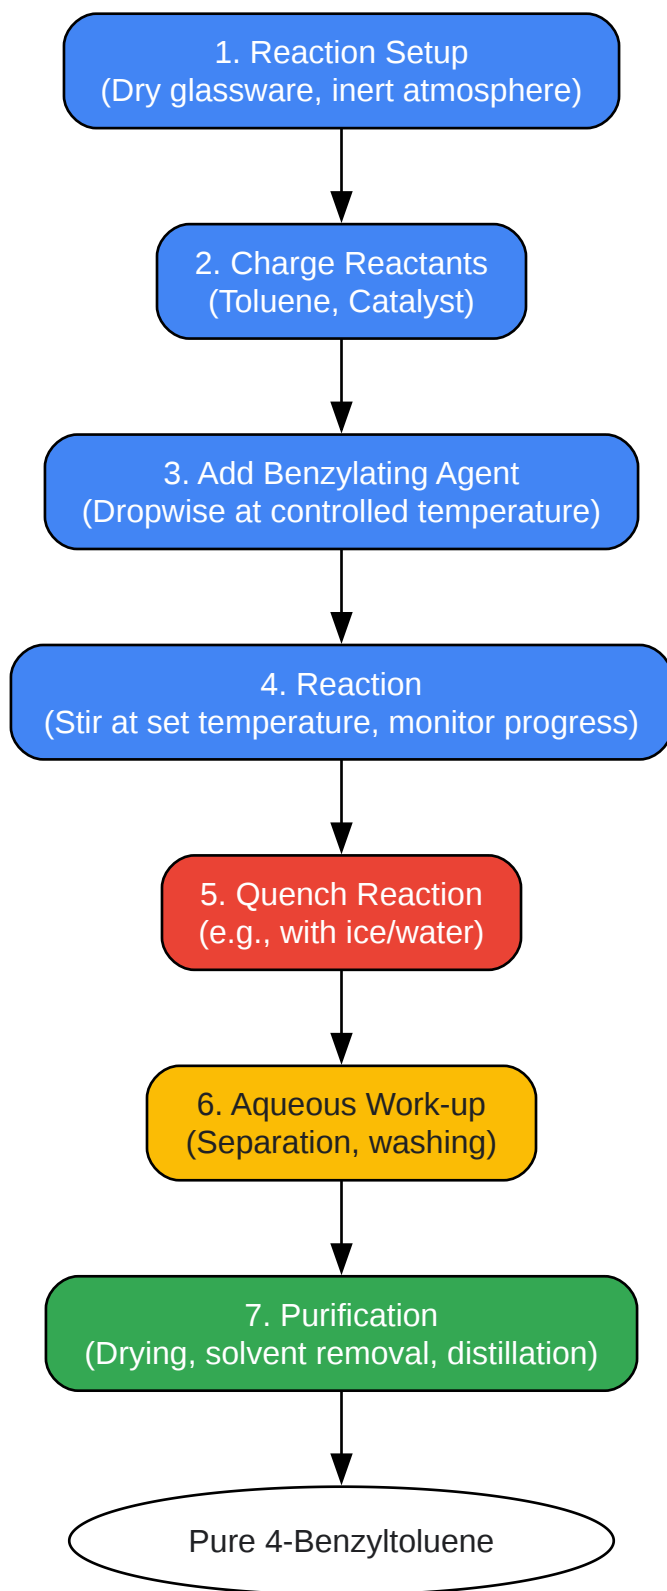 1. Reaction Setup
(Dry glassware, inert atmosphere)
2. Charge Reactants
(Toluene, Catalyst)
3. Add Benzylating Agent
(Dropwise at controlled temperature)
4. Reaction
(Stir at set temperature, monitor progress)
5. Quench Reaction
(e.g., with ice/water)
6. Aqueous Work-up
(Separation, washing)
7. Purification
(Drying, solvent removal, distillation)
Pure 4-Benzyltoluene